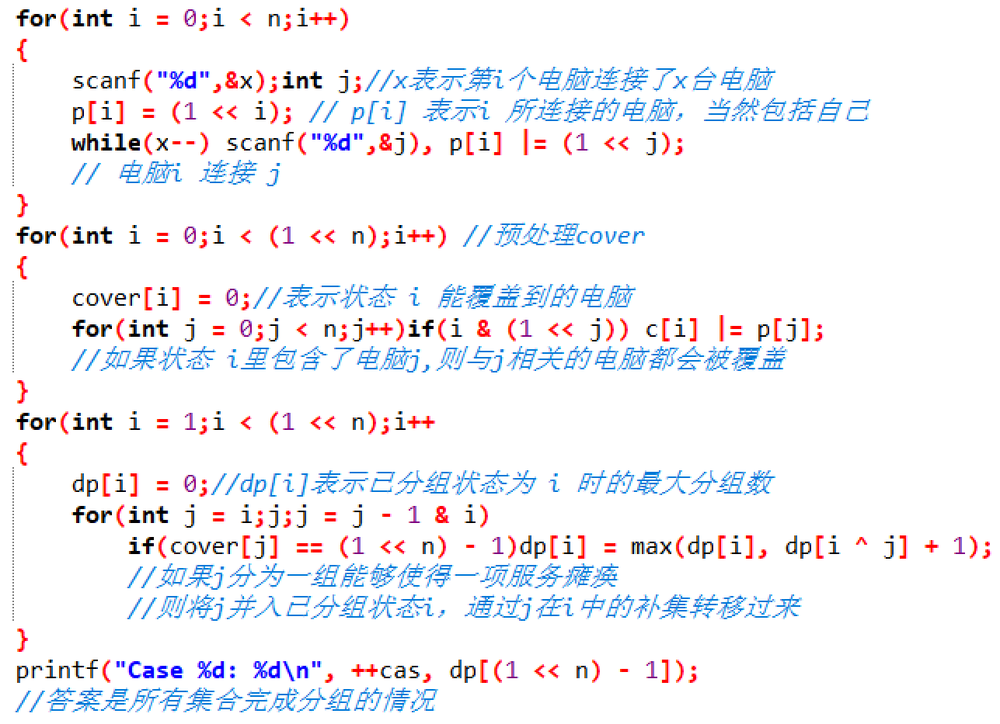 for(int i = 0;i < n;i++)
{
    scanf("%d",&x);int j;//x表示第i个电脑连接了x台电脑
    p[i] = (1 << i); // p[i] 表示i 所连接的电脑，当然包括自己
    while(x--) scanf("%d",&j), p[i] |= (1 << j);
    // 电脑i 连接 j
}
for(int i = 0;i < (1 << n);i++) //预处理cover
{
    cover[i] = 0;//表示状态 i 能覆盖到的电脑
    for(int j = 0;j < n;j++)if(i & (1 << j)) c[i] |= p[j];
    //如果状态 i里包含了电脑j,则与j相关的电脑都会被覆盖
}
for(int i = 1;i < (1 << n);i++
{
    dp[i] = 0;//dp[i]表示已分组状态为 i 时的最大分组数
    for(int j = i;j;j = j - 1 & i)
        if(cover[j] == (1 << n) - 1)dp[i] = max(dp[i], dp[i ^ j] + 1);
        //如果j分为一组能够使得一项服务瘫痪
        //则将j并入已分组状态i，通过j在i中的补集转移过来
}
printf("Case %d: %d\n", ++cas, dp[(1 << n) - 1]);
//答案是所有集合完成分组的情况